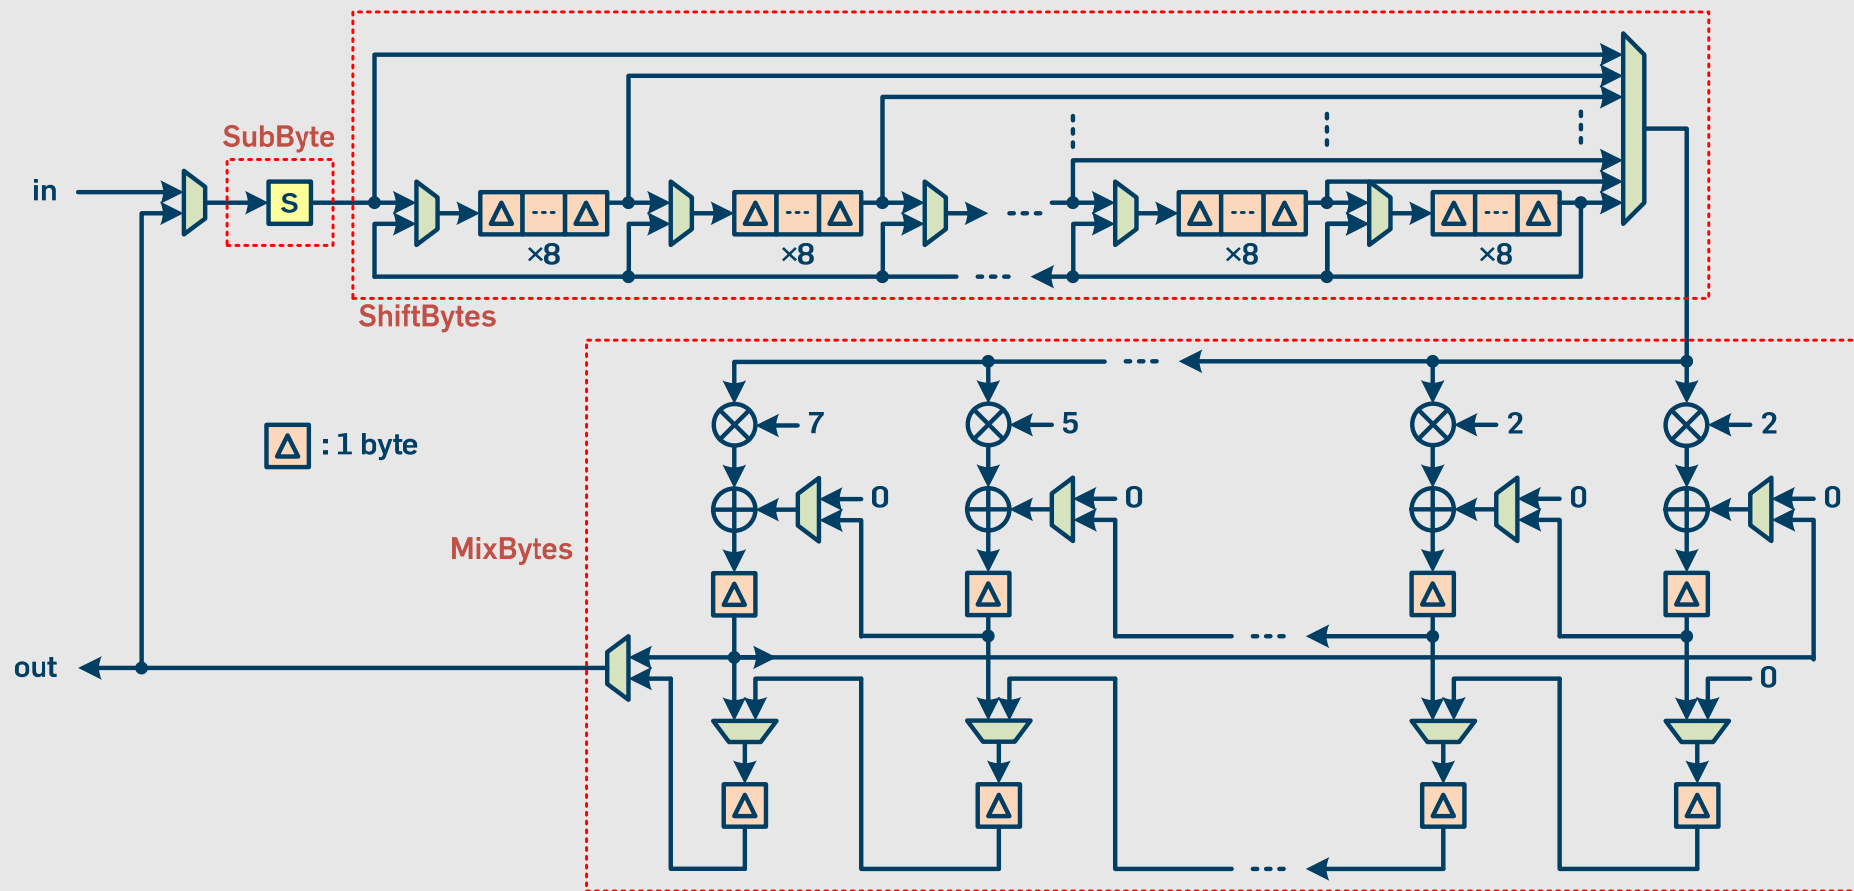 SubByte
in
S
Δ --- Δ
Δ --- Δ
Δ --- Δ
Δ --- Δ
×8
×8
×8
×8
ShiftBytes
7
5
2
2
Δ : 1 byte
0
0
0
0
MixBytes
Δ
Δ
Δ
Δ
out
0
Δ
Δ
Δ
Δ